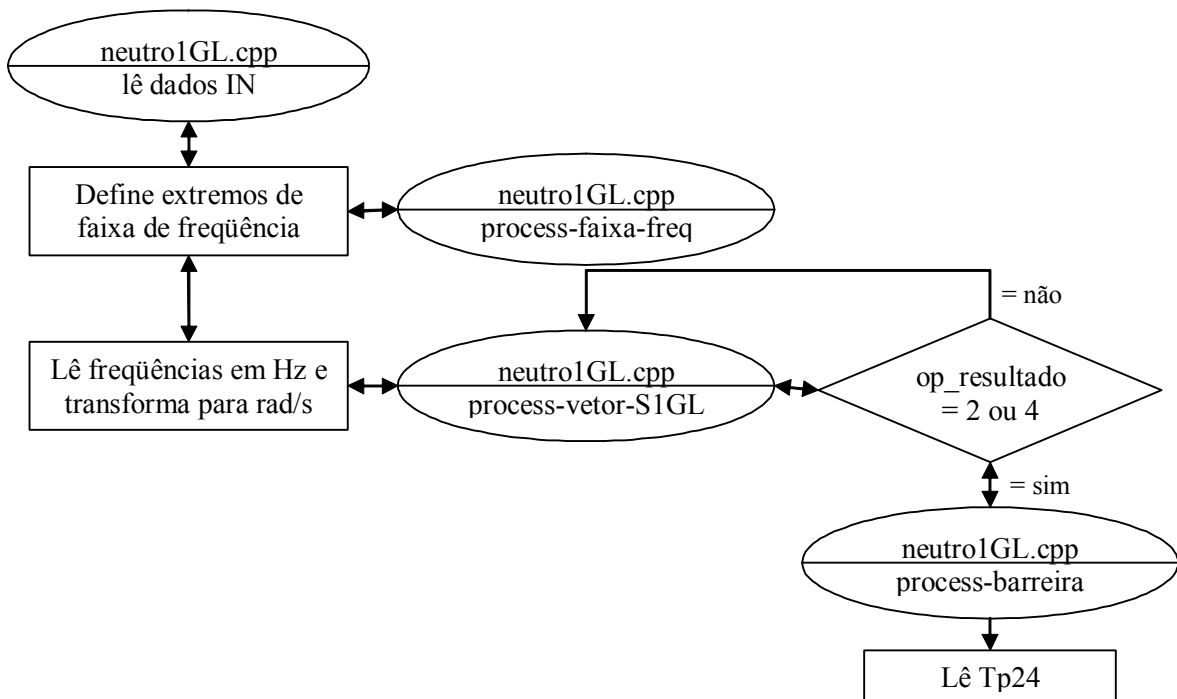 neutro1GL.cpp
lê dados IN
Define extremos de
faixa de freqüência
neutro1GL.cpp
process-faixa-freq
= não
Lê freqüências em Hz e
transforma para rad/s
neutro1GL.cpp
process-vetor-S1GL
op_resultado
= 2 ou 4
= sim
neutro1GL.cpp
process-barreira
Lê Tp24